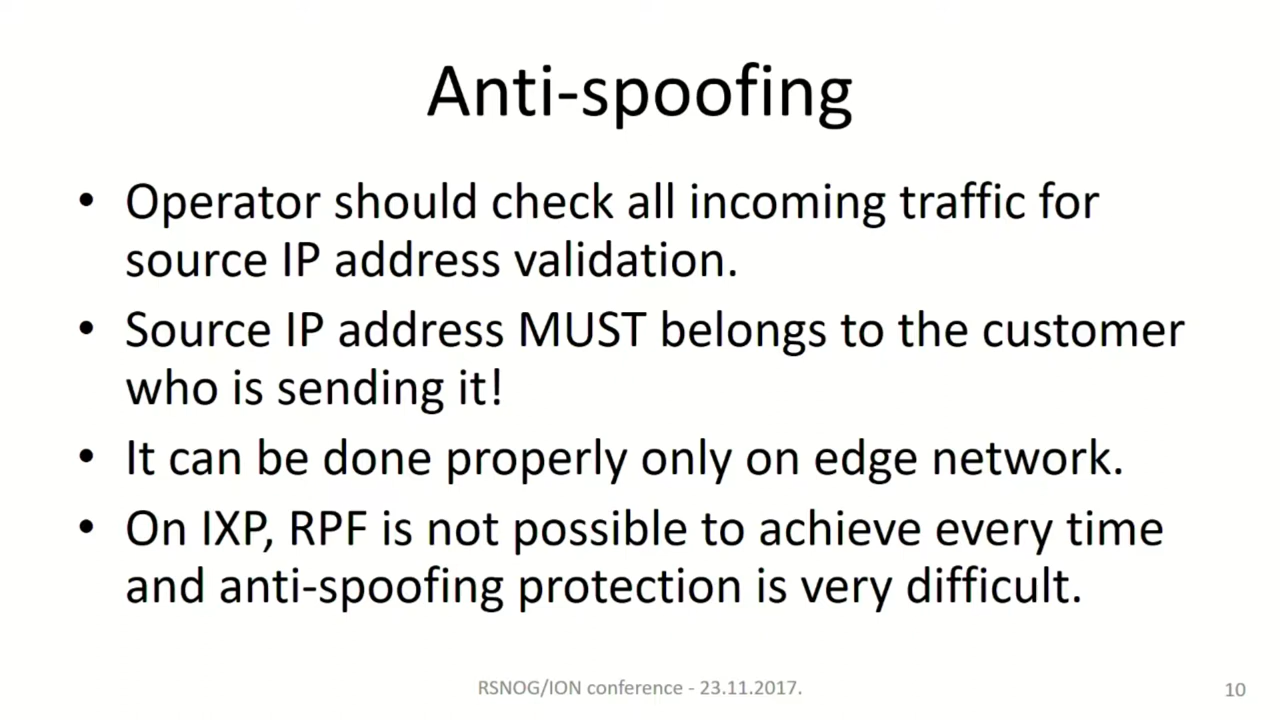 Anti-spoofing
• Operator should check all incoming traffic for
source IP address validation.
• Source IP address MUST belongs to the customer
who is sending it!
• It can be done properly only on edge network.
• On IXP, RPF is not possible to achieve every time
and anti-spoofing protection is very difficult.
RSNOG/ION conference - 23.11.2017.
10